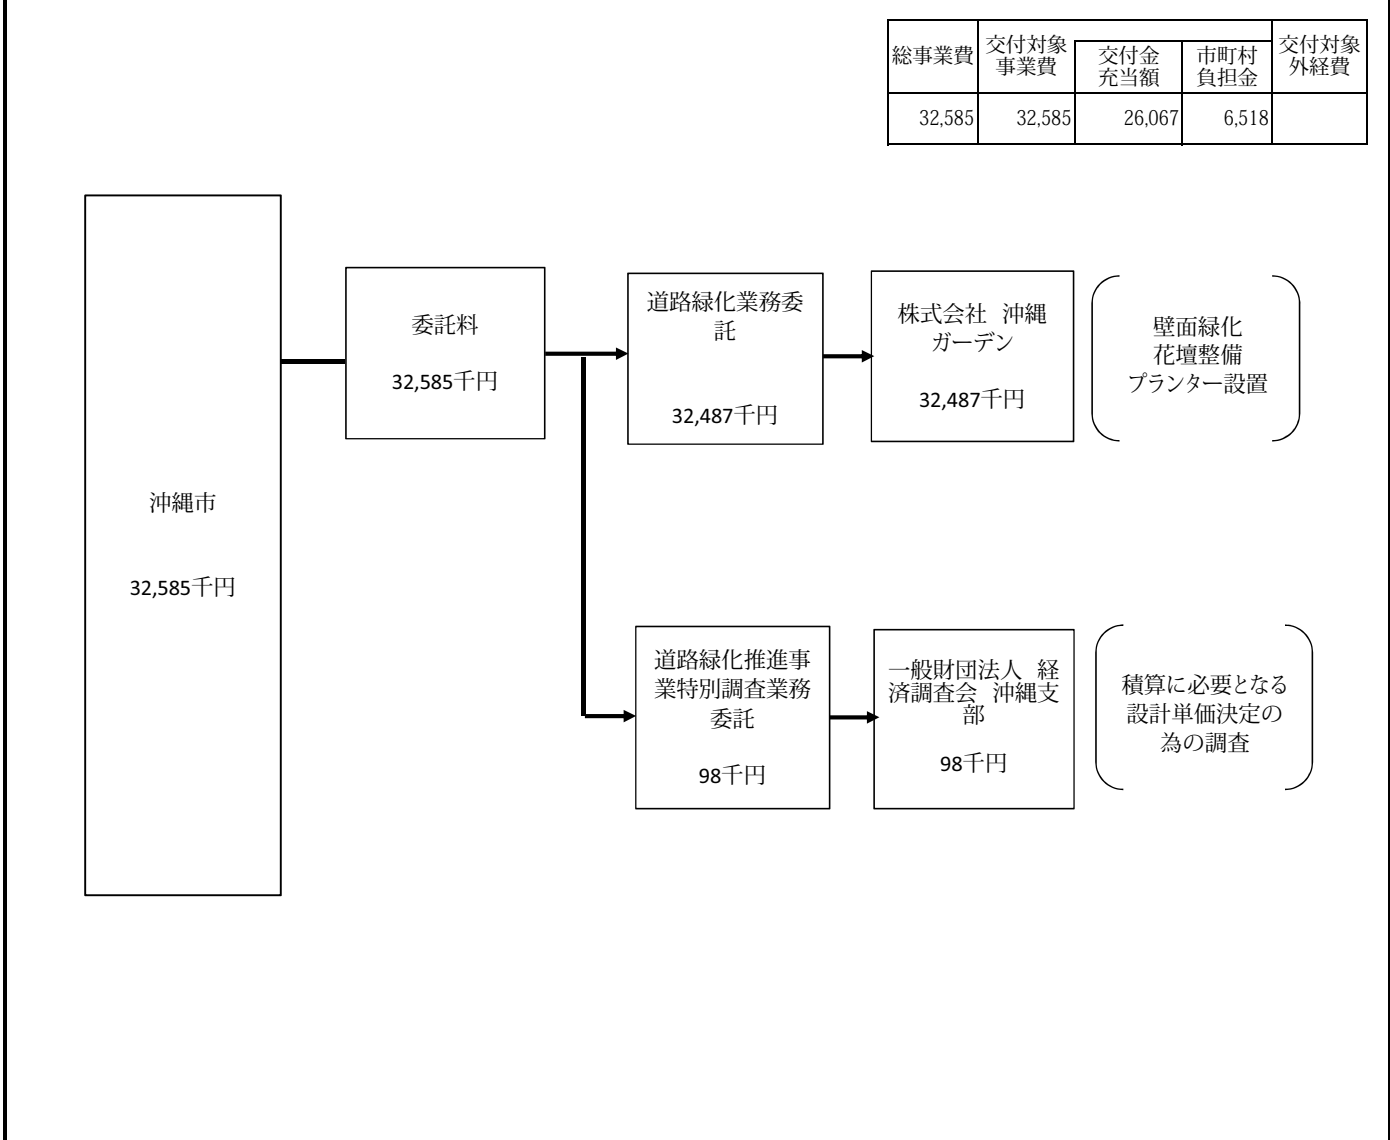 総事業費
交付対象
事業費
交付金
充当額
市町村
負担金
交付対象
外経費
32,585
32,585
26,067
6,518
沖縄市
32,585千円
委託料
32,585千円
道路緑化業務委
託
32,487千円
株式会社 沖縄
ガーデン
32,487千円
壁面緑化
花壇整備
プランター設置
道路緑化推進事
業特別調査業務
委託
98千円
一般財団法人 経
済調査会 沖縄支
部
98千円
積算に必要となる
設計単価決定の
為の調査